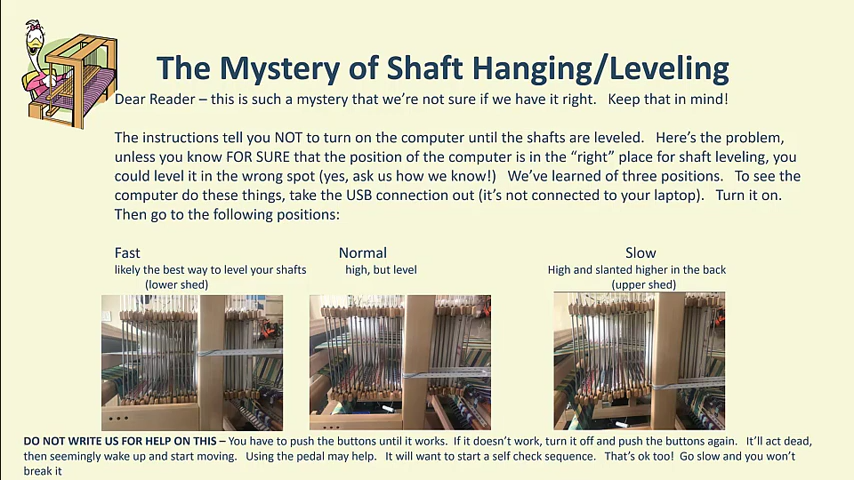 The Mystery of Shaft Hanging/Leveling
Dear Reader – this is such a mystery that we're not sure if we have it right. Keep that in mind!
The instructions tell you NOT to turn on the computer until the shafts are leveled. Here's the problem,
unless you know FOR SURE that the position of the computer is in the "right" place for shaft leveling, you
could level it in the wrong spot (yes, ask us how we know!) We've learned of three positions. To see the
computer do these things, take the USB connection out (it's not connected to your laptop). Turn it on.
Then go to the following positions:
Fast
likely the best way to level your shafts
(lower shed)
Normal
high, but level
Slow
High and slanted higher in the back
(upper shed)
DO NOT WRITE US FOR HELP ON THIS – You have to push the buttons until it works. If it doesn't work, turn it off and push the buttons again. It'll act dead,
then seemingly wake up and start moving. Using the pedal may help. It will want to start a self check sequence. That's ok too! Go slow and you won't
break it